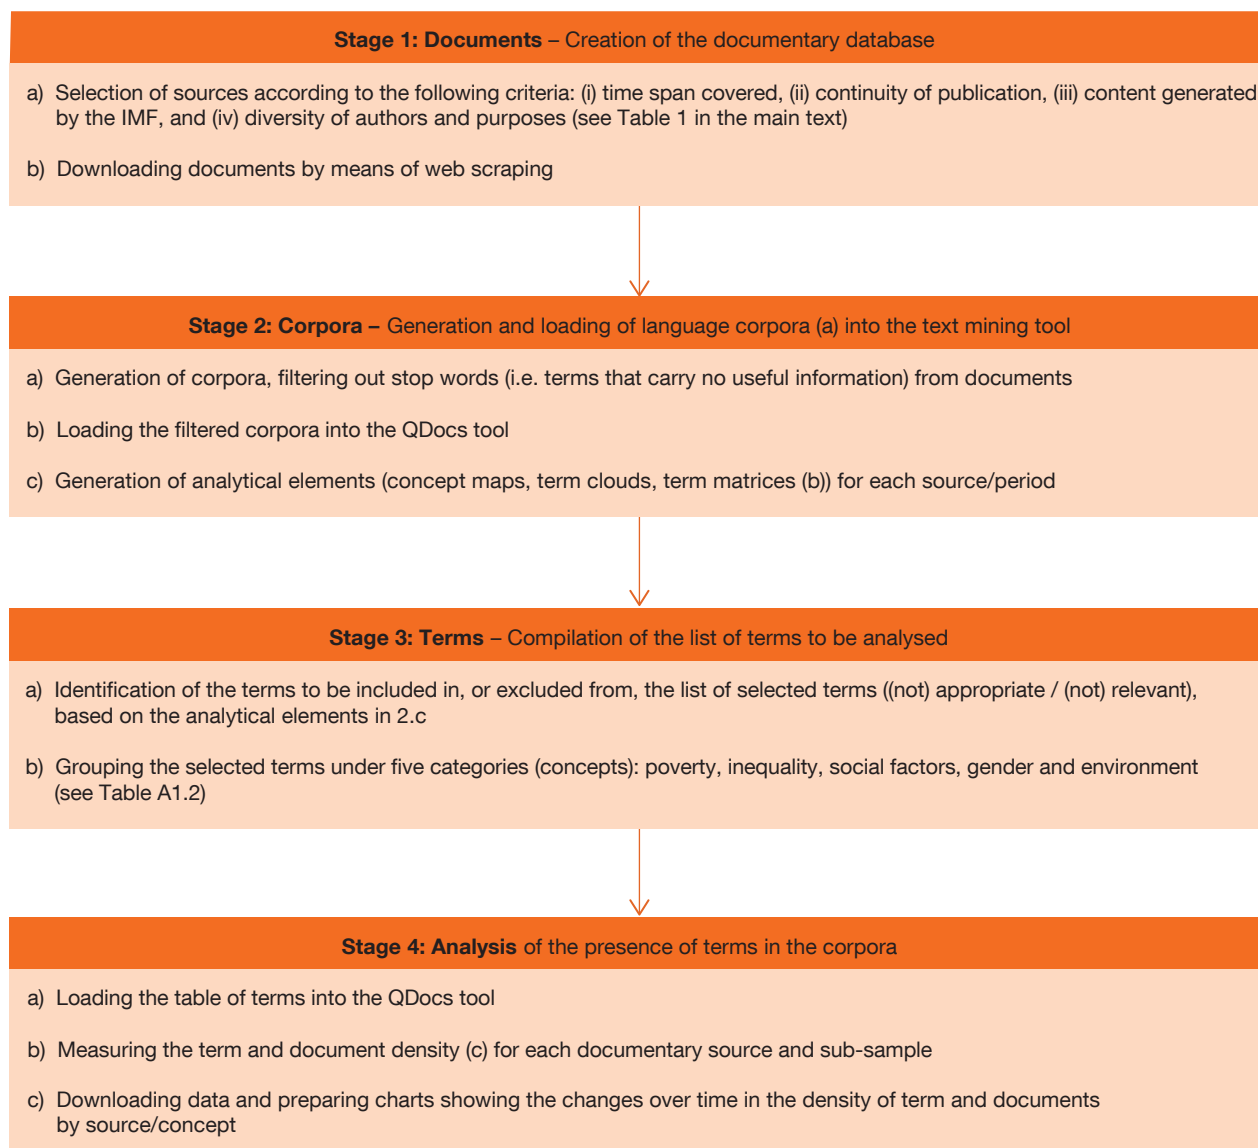 Stage 1: Documents – Creation of the documentary database
a) Selection of sources according to the following criteria: (i) time span covered, (ii) continuity of publication, (iii) content generated
by the IMF, and (iv) diversity of authors and purposes (see Table 1 in the main text)
b) Downloading documents by means of web scraping
Stage 2: Corpora – Generation and loading of language corpora (a) into the text mining tool
a) Generation of corpora, filtering out stop words (i.e. terms that carry no useful information) from documents
b) Loading the filtered corpora into the QDocs tool
c) Generation of analytical elements (concept maps, term clouds, term matrices (b)) for each source/period
Stage 3: Terms – Compilation of the list of terms to be analysed
a) Identification of the terms to be included in, or excluded from, the list of selected terms ((not) appropriate / (not) relevant),
based on the analytical elements in 2.c
b) Grouping the selected terms under five categories (concepts): poverty, inequality, social factors, gender and environment
(see Table A1.2)
Stage 4: Analysis of the presence of terms in the corpora
a) Loading the table of terms into the QDocs tool
b) Measuring the term and document density (c) for each documentary source and sub-sample
c) Downloading data and preparing charts showing the changes over time in the density of term and documents
by source/concept